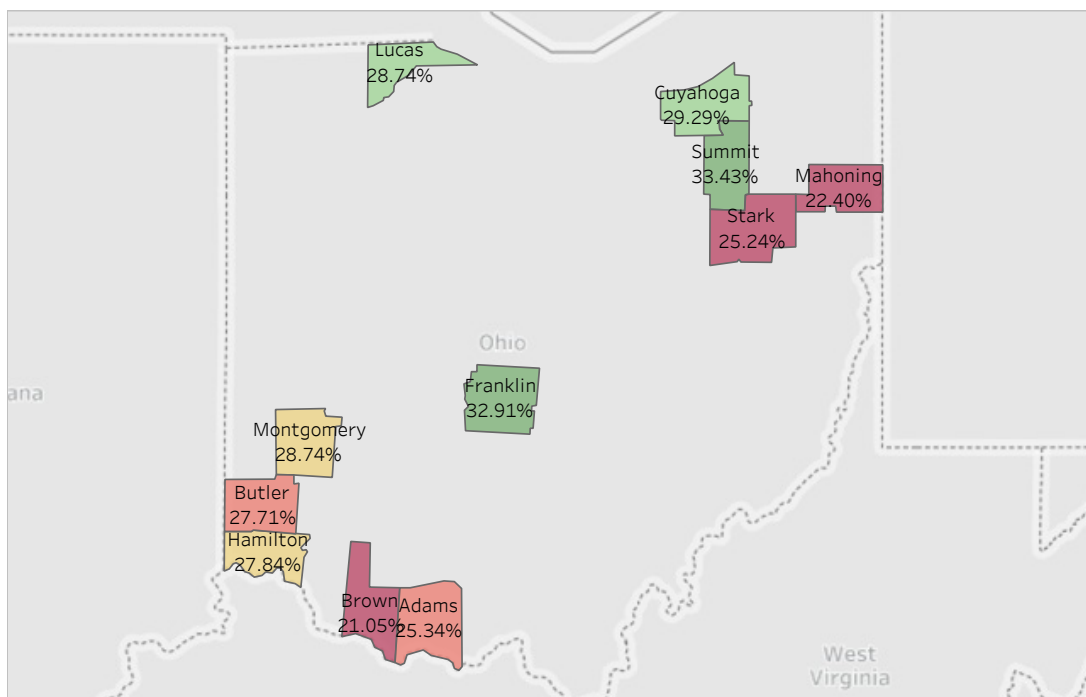 Lucas
28.74%
Cuyahoga
29.29%
Summit
33.43%
Mahoning
22.40%
Stark
25.24%
Ohio
Franklin
32.91%
ana
Montgomery
28.74%
Butler
27.71%
Hamilton
27.84%
Brown
21.05%
Adams
25.34%
West
Virginia